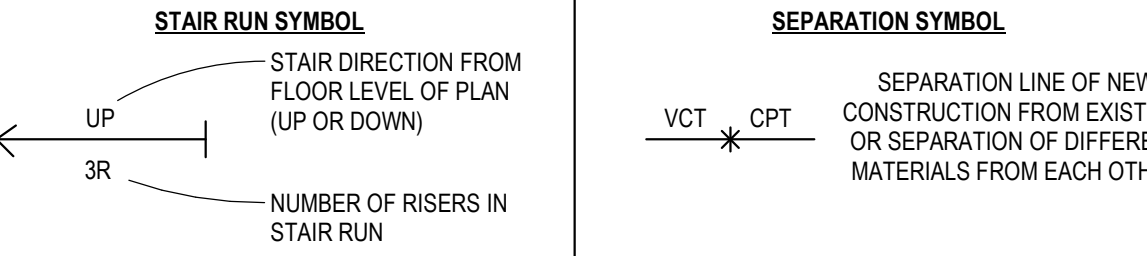 STAIR RUN SYMBOL
STAIR DIRECTION FROM
FLOOR LEVEL OF PLAN
(UP OR DOWN)
UP
3R
NUMBER OF RISERS IN
STAIR RUN
SEPARATION SYMBOL
VCT CPT
SEPARATION LINE OF NEW
CONSTRUCTION FROM EXIST
OR SEPARATION OF DIFFERE
MATERIALS FROM EACH OTH